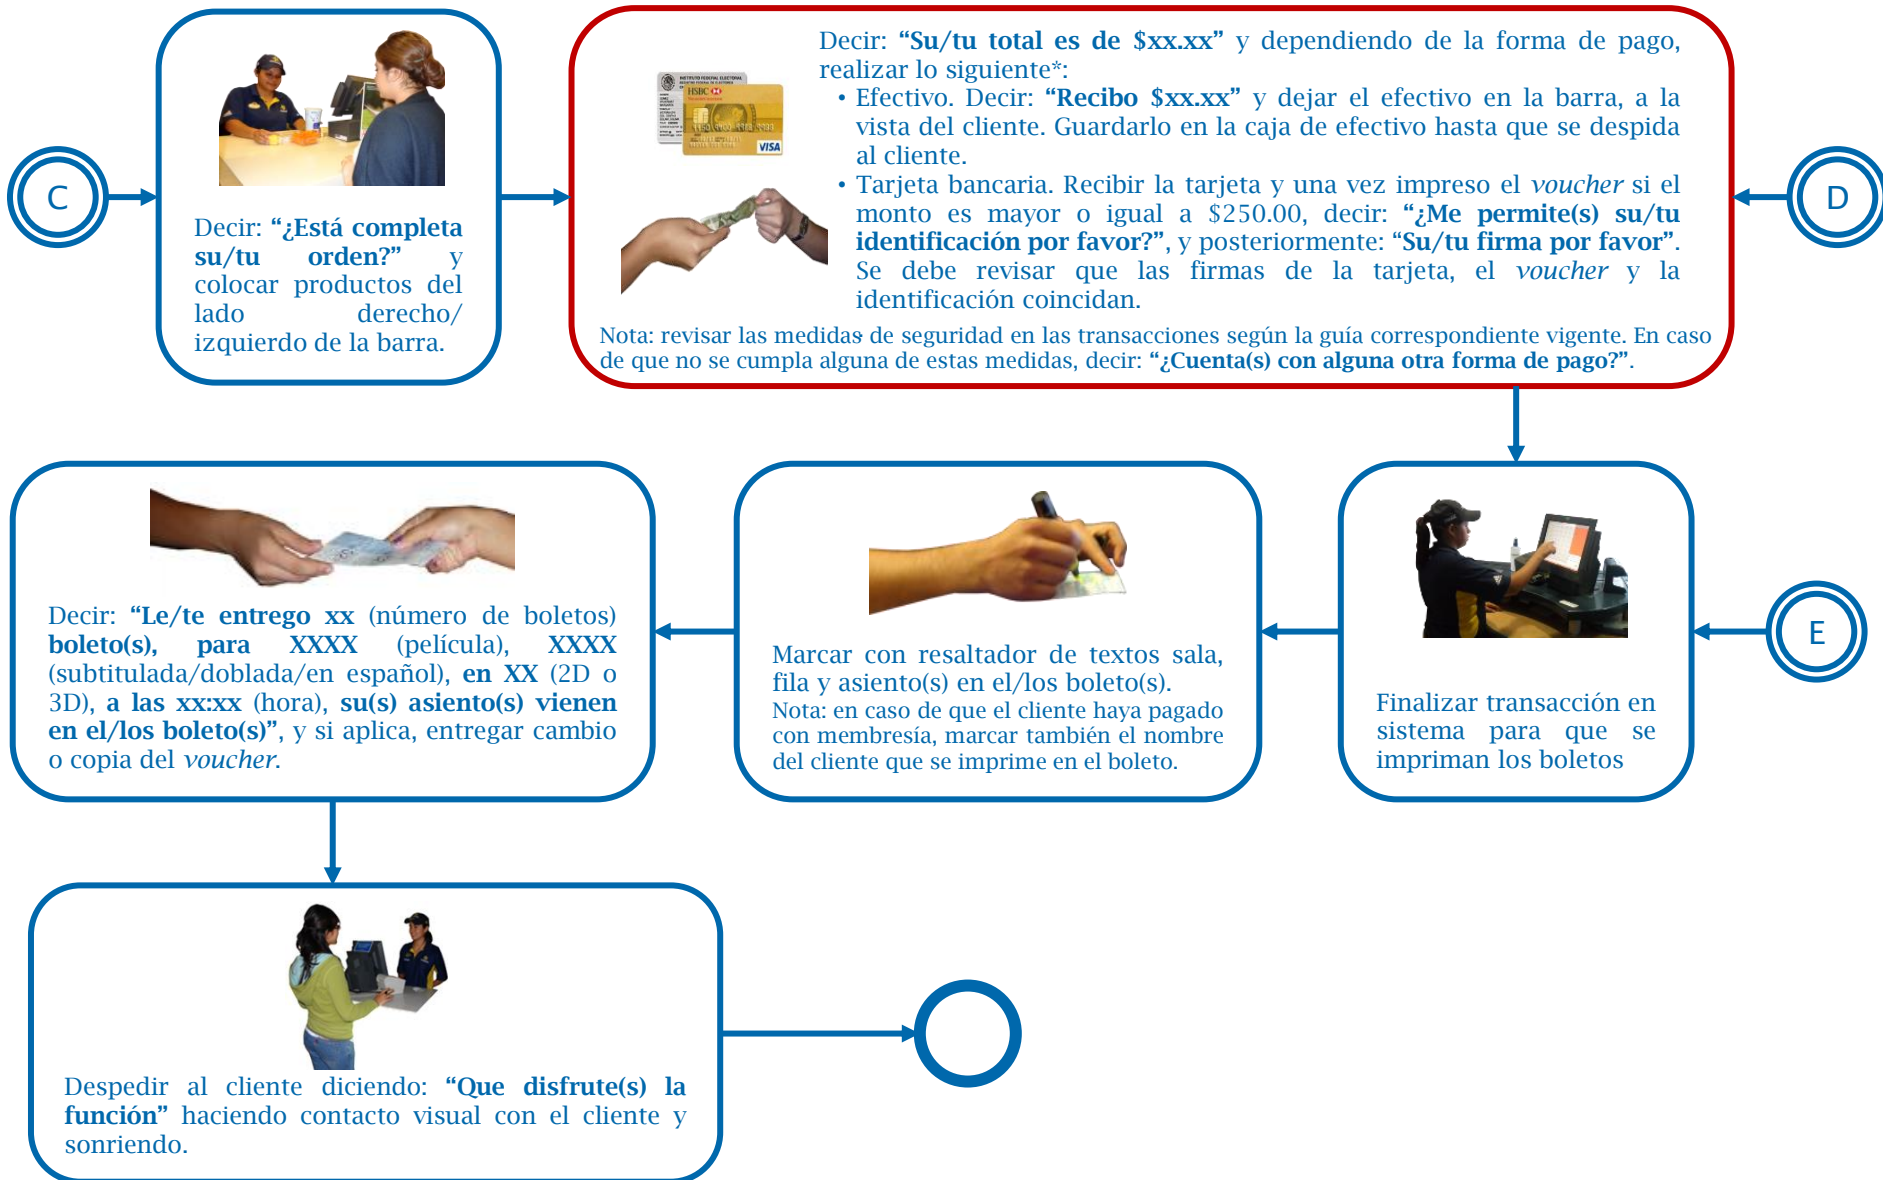 C
Decir: “¿Está completa
su/tu orden?” y
colocar productos del
lado derecho/
izquierdo de la barra.
INSTITUTO FEDERAL ELECTORAL
HSBC
VISA
Decir: “Su/tu total es de $xx.xx” y dependiendo de la forma de pago,
realizar lo siguiente*:
• Efectivo. Decir: “Recibo $xx.xx” y dejar el efectivo en la barra, a la
vista del cliente. Guardarlo en la caja de efectivo hasta que se despida
al cliente.
• Tarjeta bancaria. Recibir la tarjeta y una vez impreso el voucher si el
monto es mayor o igual a $250.00, decir: “¿Me permite(s) su/tu
identificación por favor?”, y posteriormente: “Su/tu firma por favor”.
Se debe revisar que las firmas de la tarjeta, el voucher y la
identificación coincidan.
Nota: revisar las medidas de seguridad en las transacciones según la guía correspondiente vigente. En caso
de que no se cumpla alguna de estas medidas, decir: “¿Cuenta(s) con alguna otra forma de pago?”.
D
Decir: “Le/te entrego xx (número de boletos)
boleto(s), para XXXX (película), XXXX
(subtitulada/doblada/en español), en XX (2D o
3D), a las xx:xx (hora), su(s) asiento(s) vienen
en el/los boleto(s)”, y si aplica, entregar cambio
o copia del voucher.
Marcar con resaltador de textos sala,
fila y asiento(s) en el/los boleto(s).
Nota: en caso de que el cliente haya pagado
con membresía, marcar también el nombre
del cliente que se imprime en el boleto.
Finalizar transacción en
sistema para que se
impriman los boletos
E
Despedir al cliente diciendo: “Que disfrute(s) la
función” haciendo contacto visual con el cliente y
sonriendo.